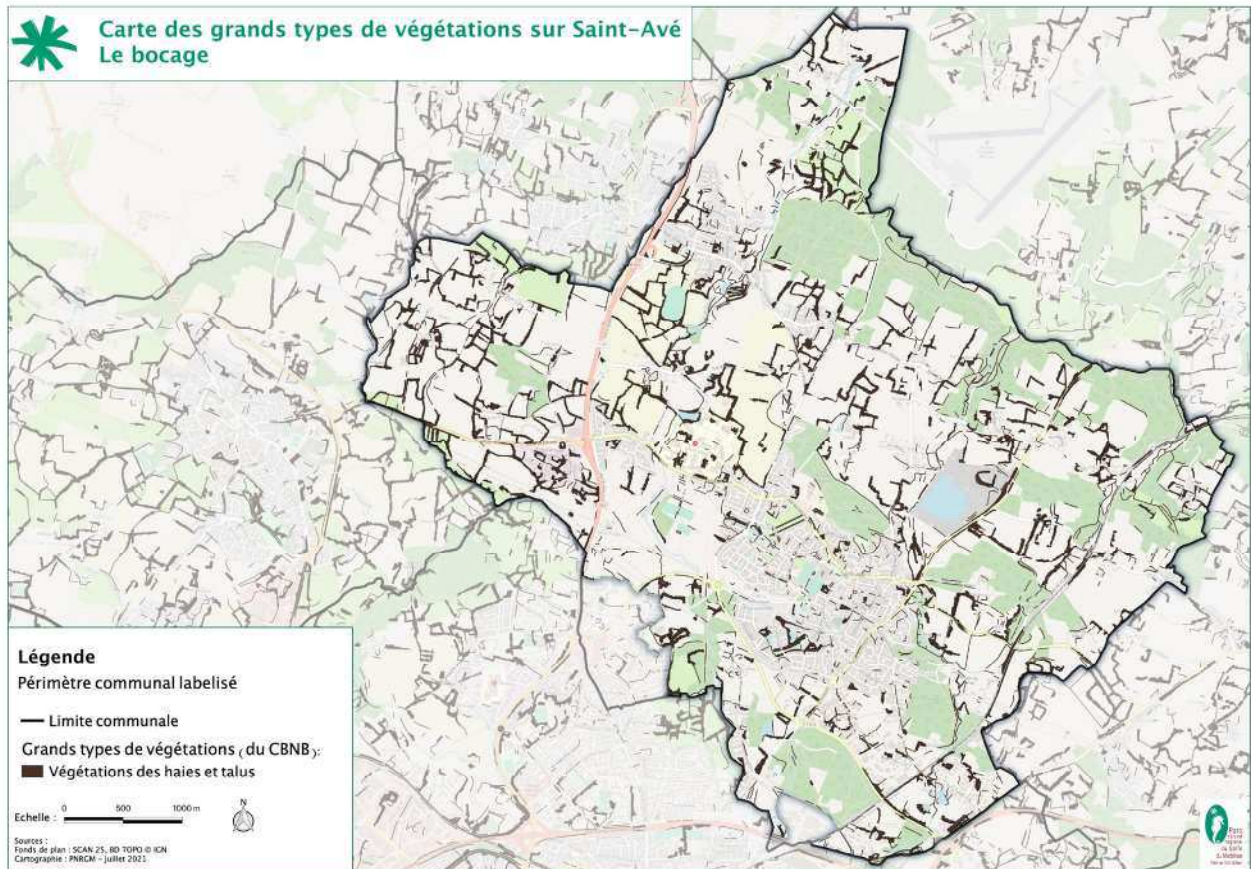 Carte des grands types de végétations sur Saint-Avé
Le bocage
Légende
Périmètre communal labelisé
Limite communale
Grands types de végétations ( du CBNB ):
Végétations des haies et talus
Echelle :
0 500 1000 m
N
Sources :
Fonds de plan : SCAN 25, BD TOPO © IGN
Cartographie : PNRGM - juillet 2021
Parc